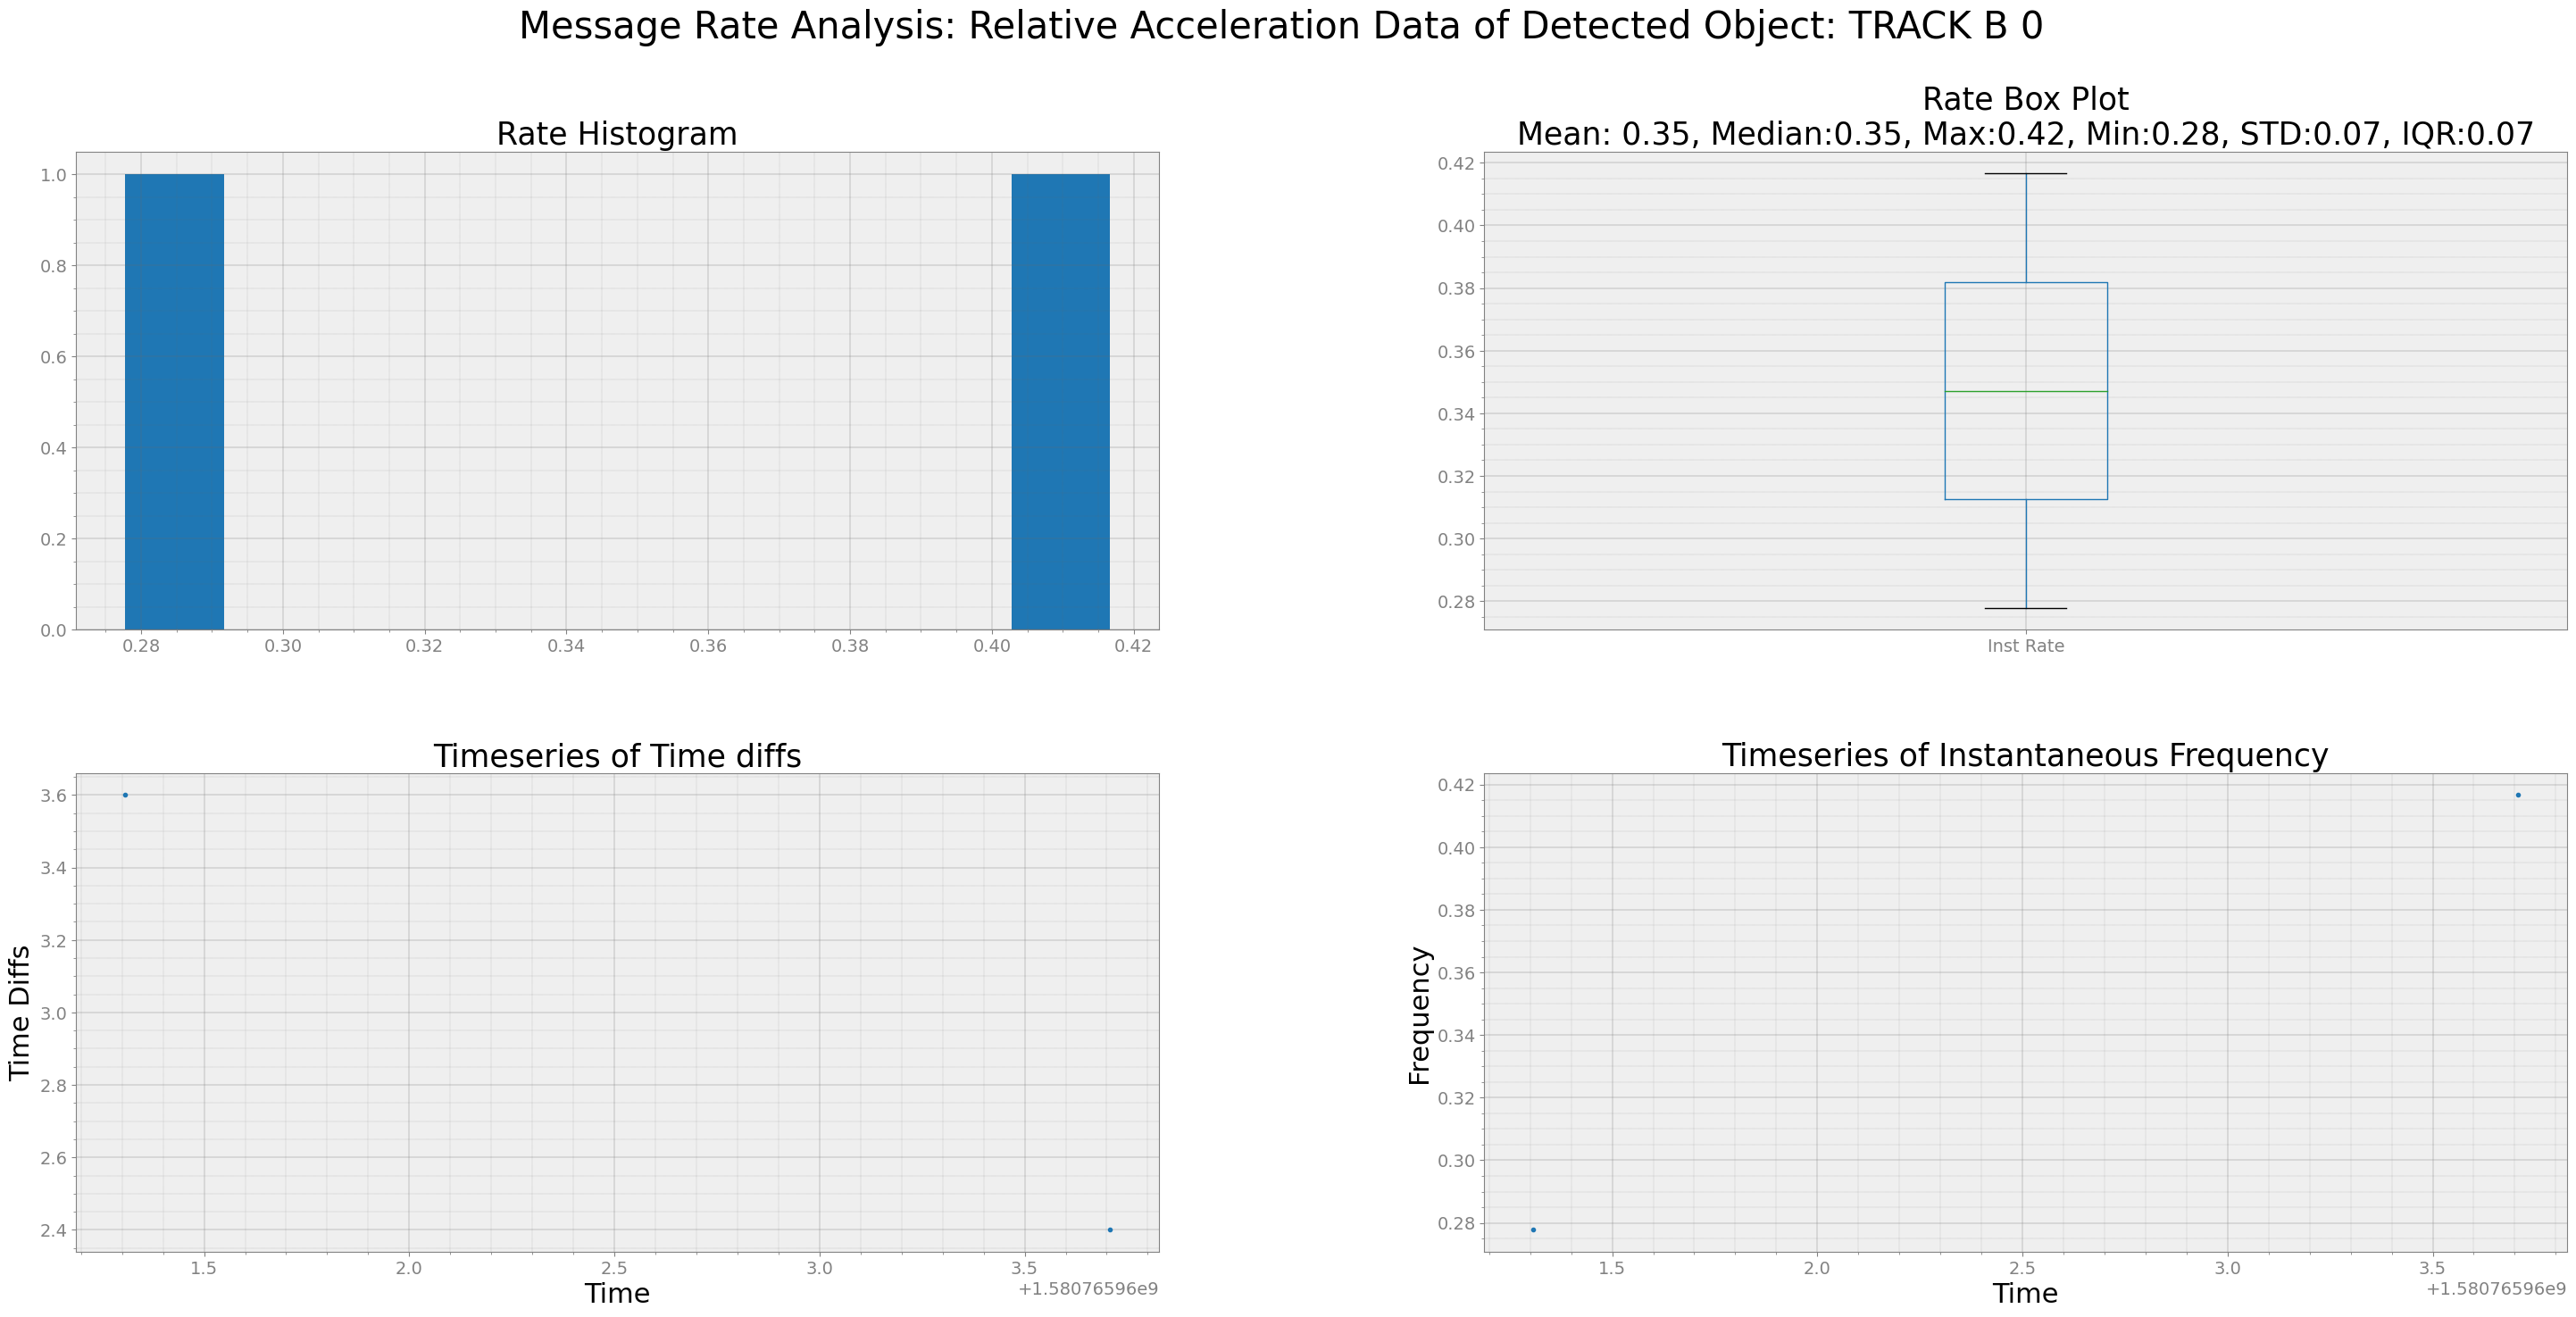 Message Rate Analysis: Relative Acceleration Data of Detected Object: TRACK B 0
Rate Histogram
1.0
0.8
0.6
0.4
0.2
0.0
0.28 0.30 0.32 0.34 0.36 0.38 0.40 0.42
Rate Box Plot
Mean: 0.35, Median:0.35, Max:0.42, Min:0.28, STD:0.07, IQR:0.07
0.42
0.40
0.38
0.36
0.34
0.32
0.30
0.28
Inst Rate
Timeseries of Time diffs
Time Diffs
3.6
3.4
3.2
3.0
2.8
2.6
2.4
1.5 2.0 2.5 3.0 3.5
+1.58076596e9
Time
Timeseries of Instantaneous Frequency
Frequency
0.42
0.40
0.38
0.36
0.34
0.32
0.30
0.28
1.5 2.0 2.5 3.0 3.5
+1.58076596e9
Time